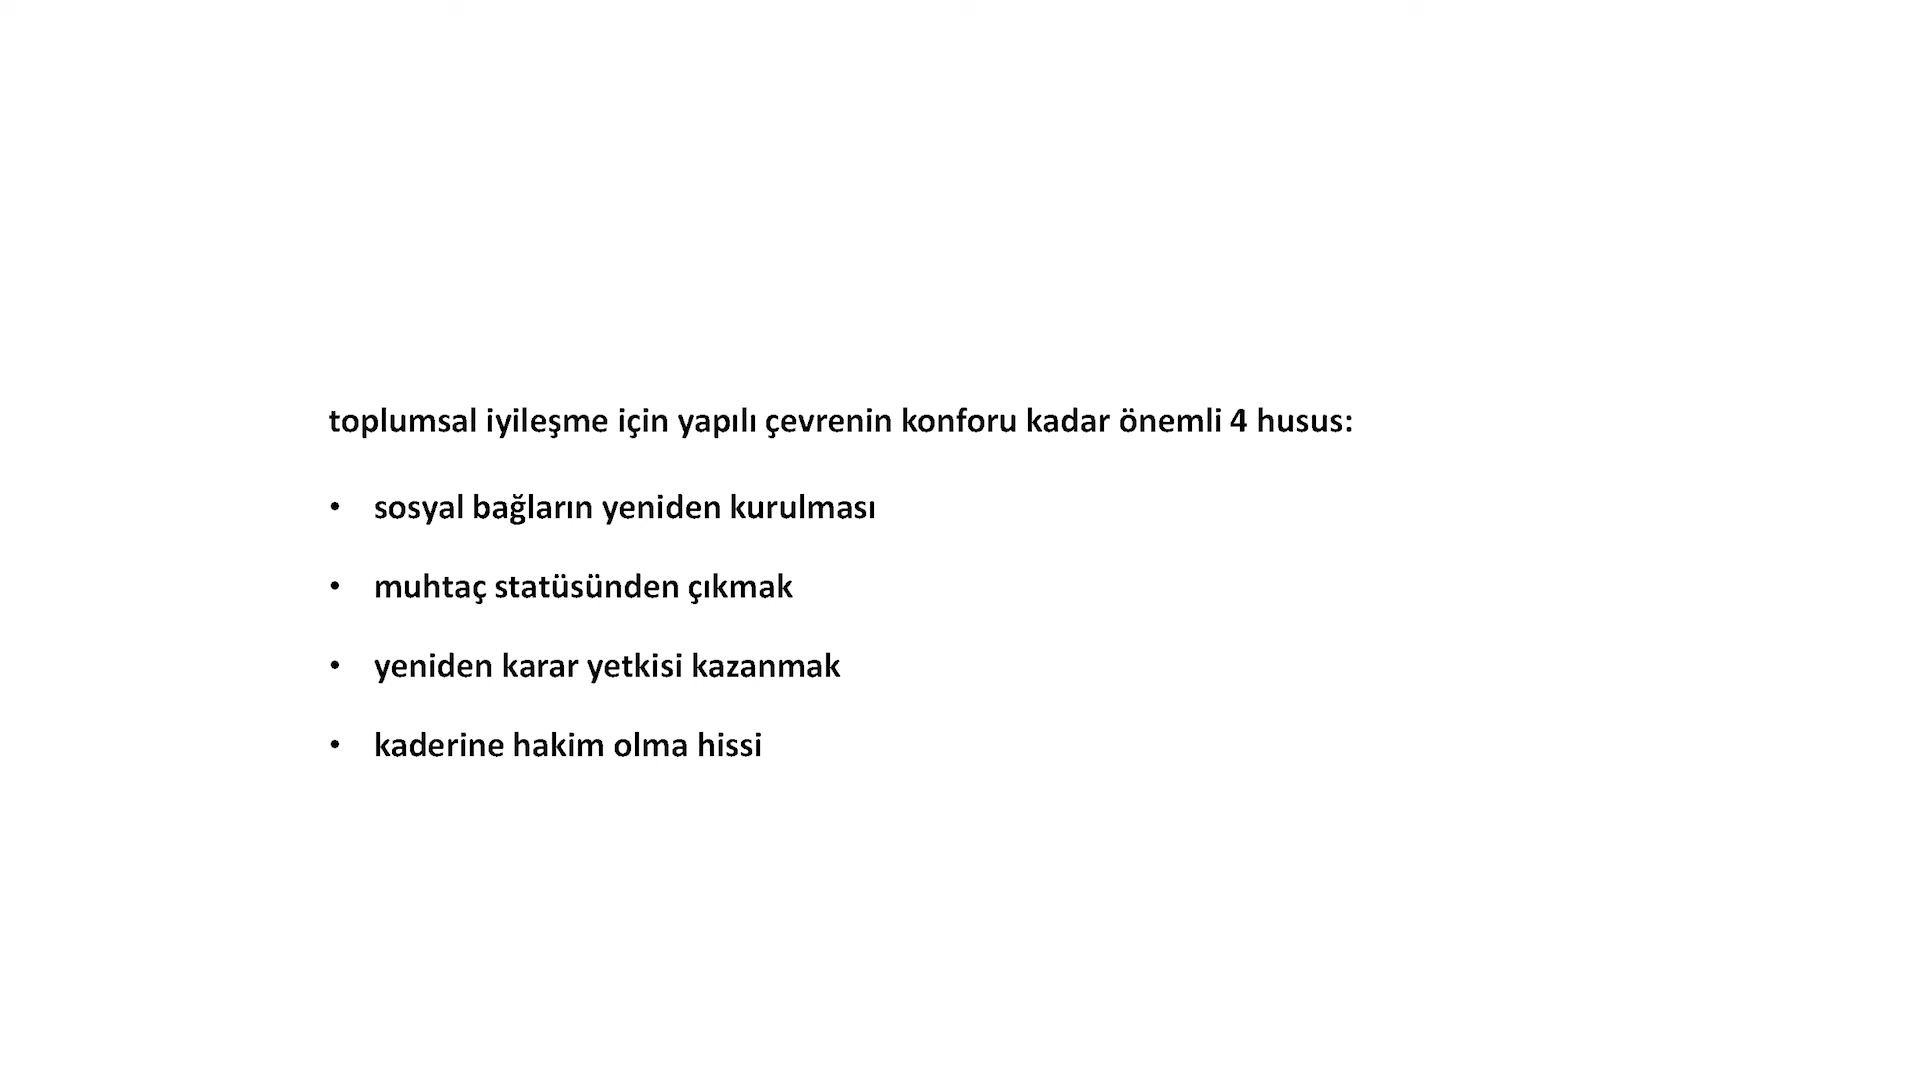 toplumsal iyileşme için yapılı çevrenin konforu kadar önemli 4 husus:
• sosyal bağların yeniden kurulması
• muhtaç statüsünden çıkmak
• yeniden karar yetkisi kazanmak
• kaderine hakim olma hissi